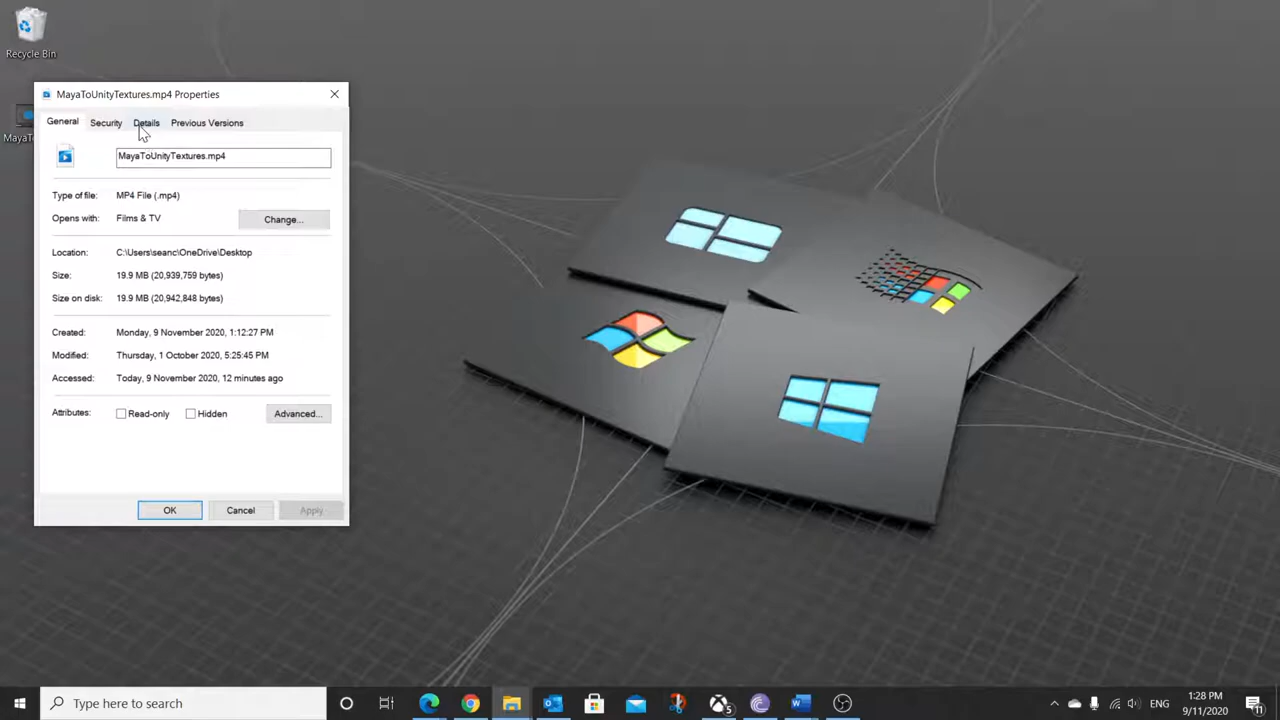 Recycle Bin
MayaTo
MayaToUnityTextures.mp4 Properties
General Security Details Previous Versions
MayaToUnityTextures.mp4
Type of file: MP4 File (.mp4)
Opens with: Films & TV Change...
Location: C:\Users\seanc\OneDrive\Desktop
Size: 19.9 MB (20,939,759 bytes)
Size on disk: 19.9 MB (20,942,848 bytes)
Created: Monday, 9 November 2020, 1:12:27 PM
Modified: Thursday, 1 October 2020, 5:25:45 PM
Accessed: Today, 9 November 2020, 12 minutes ago
Attributes: Read-only Hidden Advanced...
OK Cancel Apply
Type here to search
5
ENG
1:28 PM
9/11/2020
11